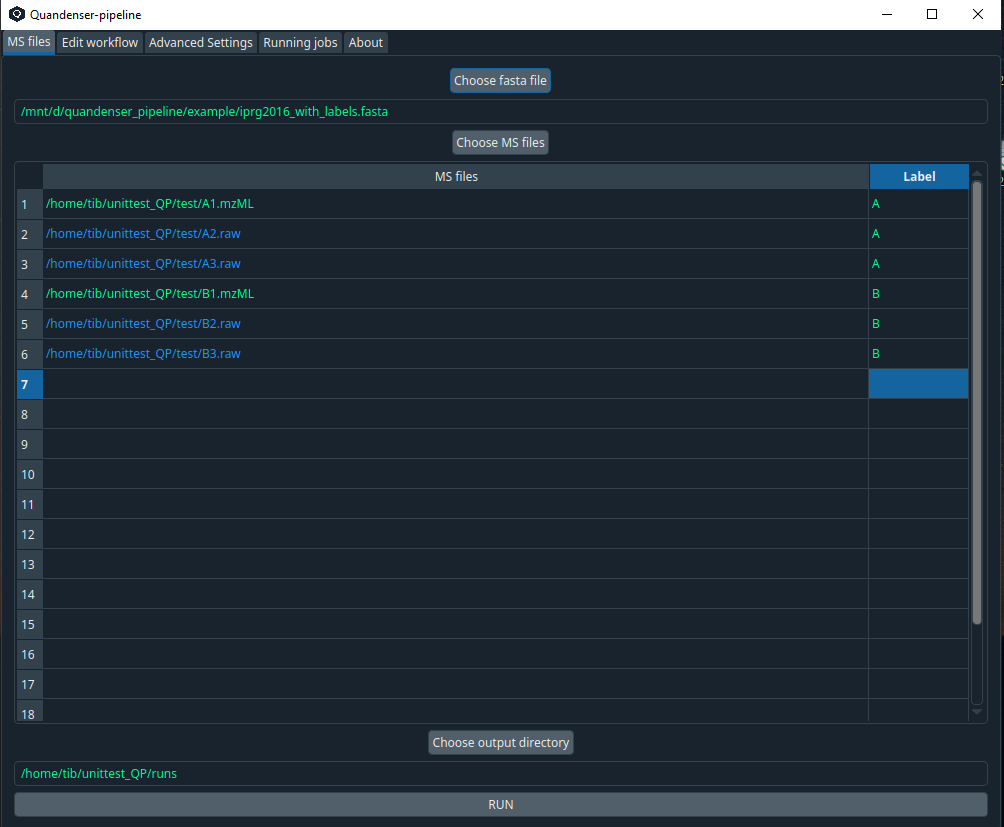 Quandenser-pipeline
MS files Edit workflow Advanced Settings Running jobs About
Choose fasta file
/mnt/d/quandenser_pipeline/example/iprg2016_with_labels.fasta
Choose MS files
MS files Label
1 /home/tib/unittest_QP/test/A1.mzML A
2 /home/tib/unittest_QP/test/A2.raw A
3 /home/tib/unittest_QP/test/A3.raw A
4 /home/tib/unittest_QP/test/B1.mzML B
5 /home/tib/unittest_QP/test/B2.raw B
6 /home/tib/unittest_QP/test/B3.raw B
7
8
9
10
11
12
13
14
15
16
17
18
Choose output directory
/home/tib/unittest_QP/runs
RUN